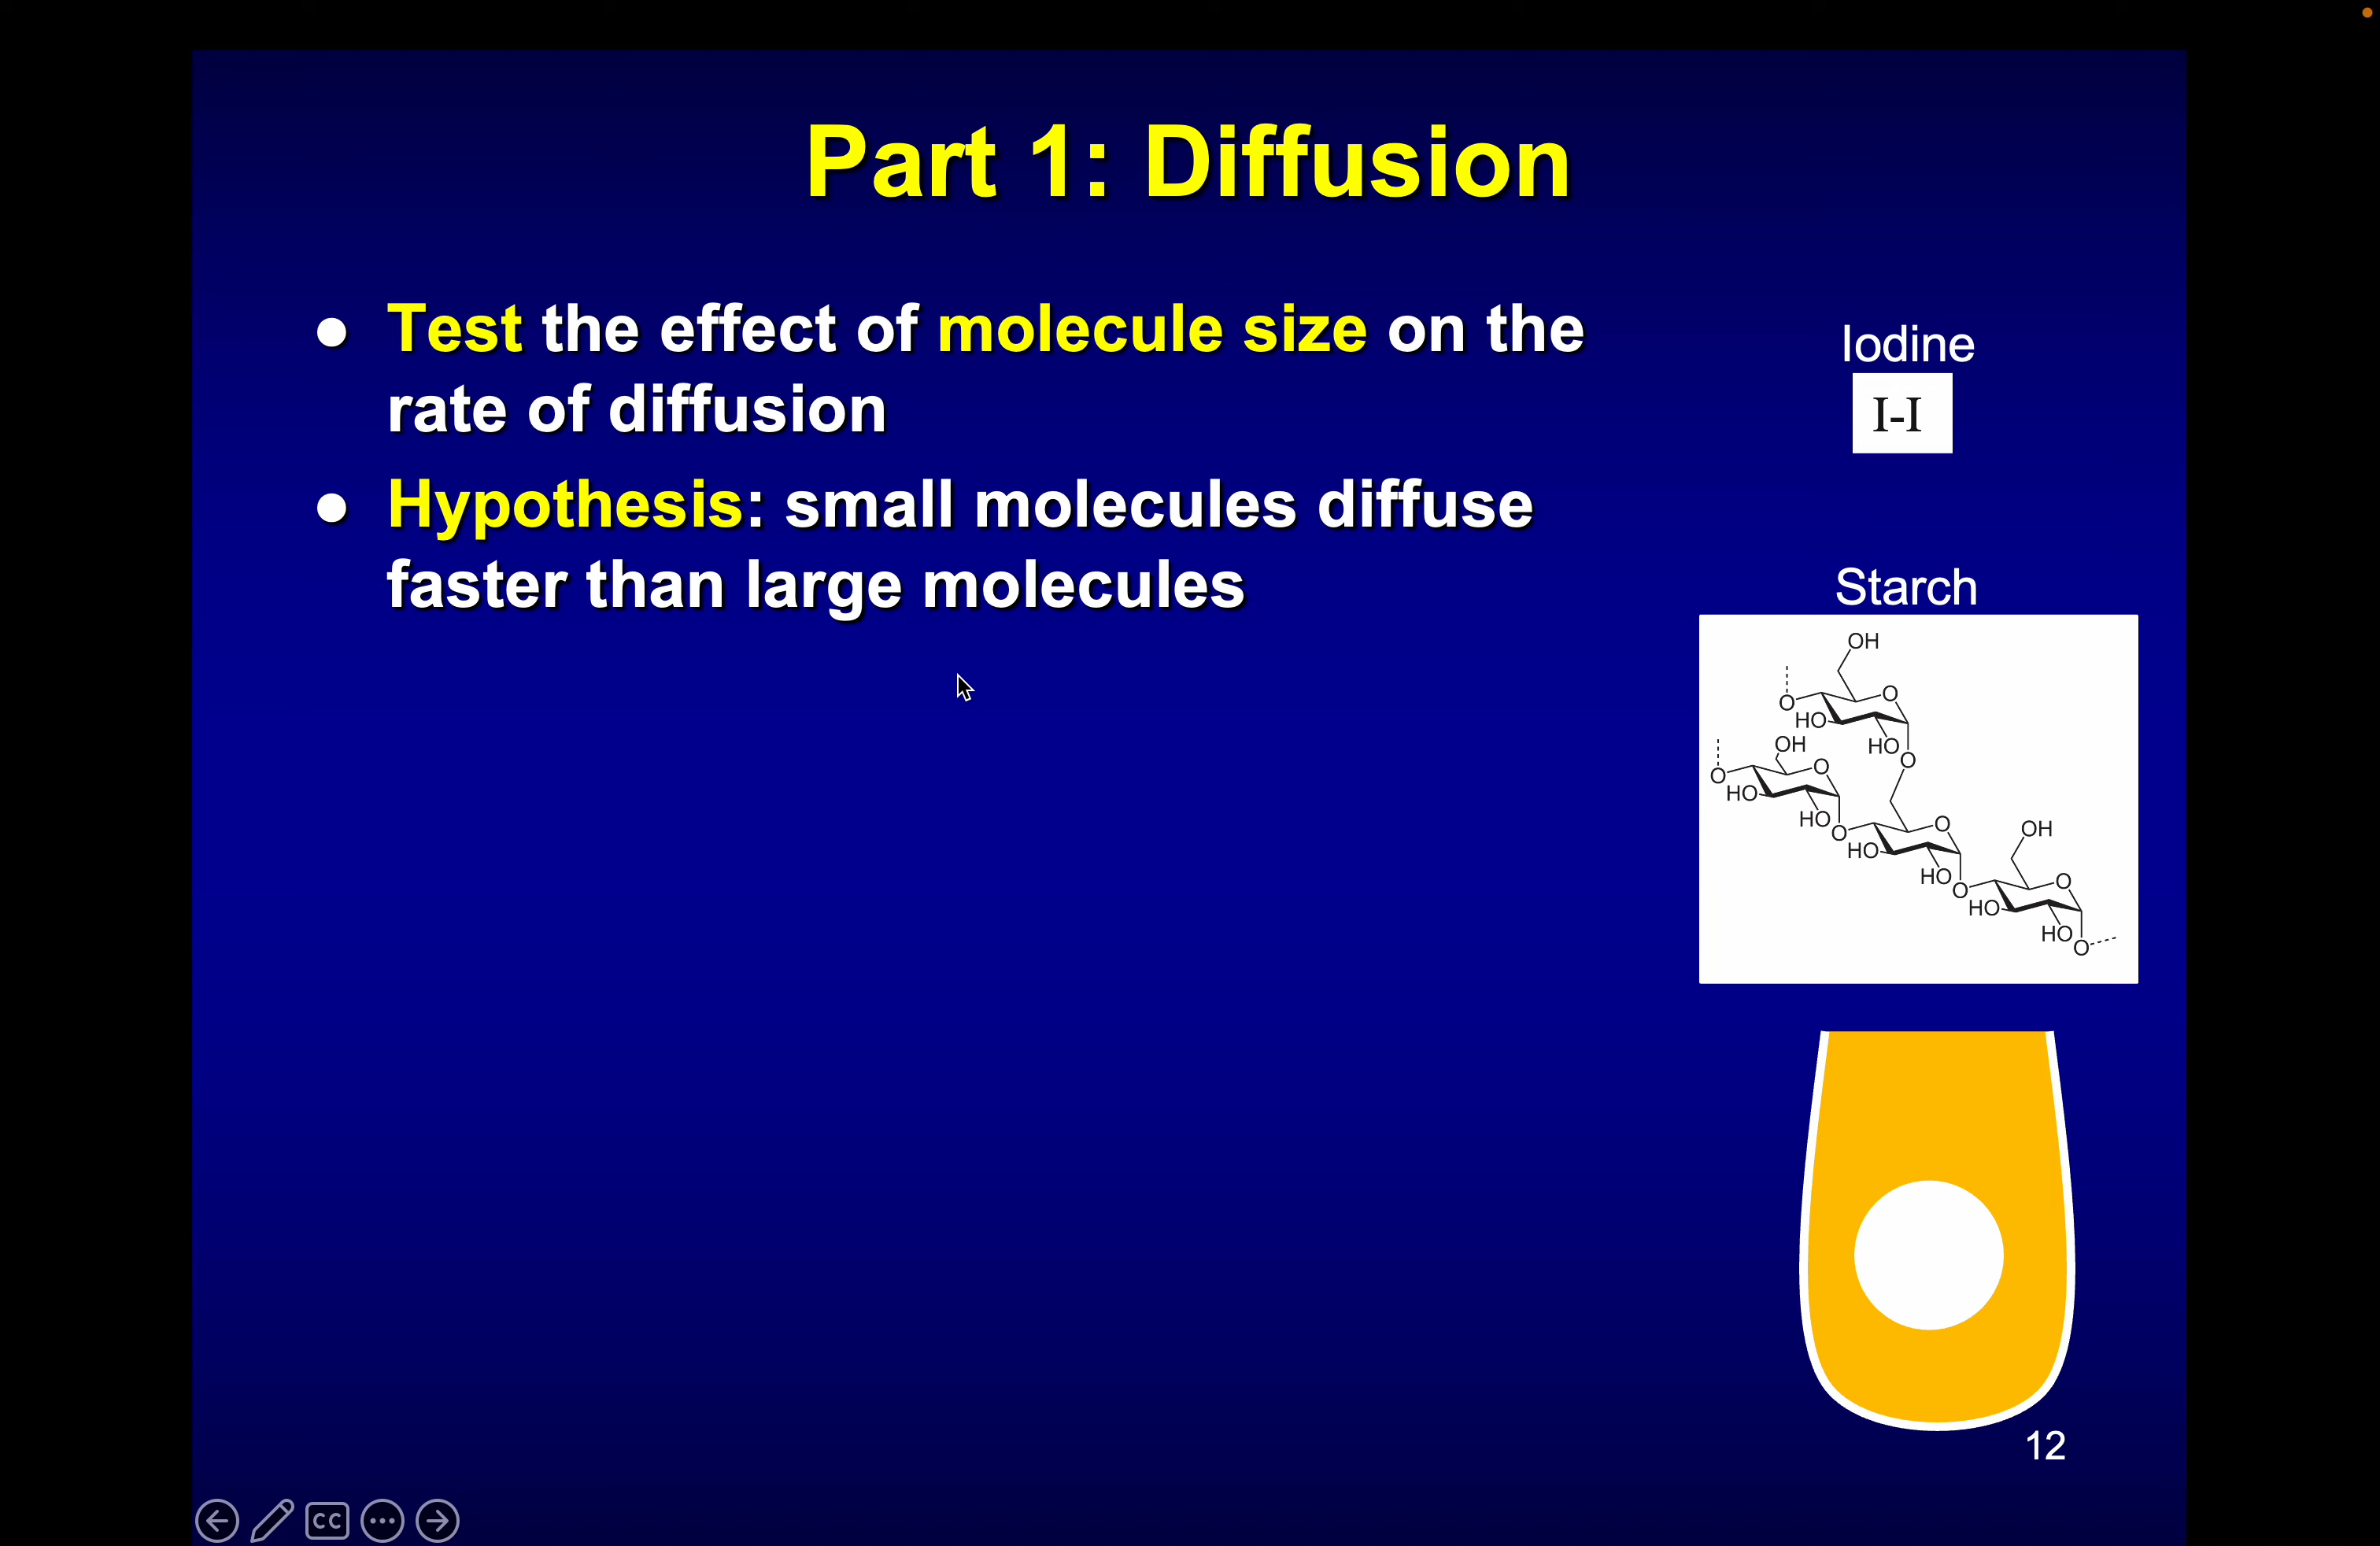 Part 1: Diffusion
● Test the effect of molecule size on the
rate of diffusion
● Hypothesis: small molecules diffuse
faster than large molecules
Iodine
I-I
Starch
OH
O
O
HO
HO
O
OH
O
O
HO
HO
O
O
HO
HO
O
OH
O
HO
HO
O
12
CC